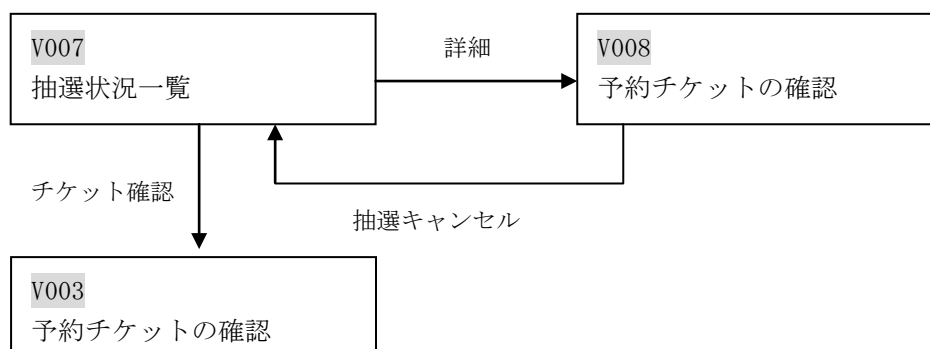 V007
抽選状況一覧
詳細
V008
予約チケットの確認
チケット確認
抽選キャンセル
V003
予約チケットの確認